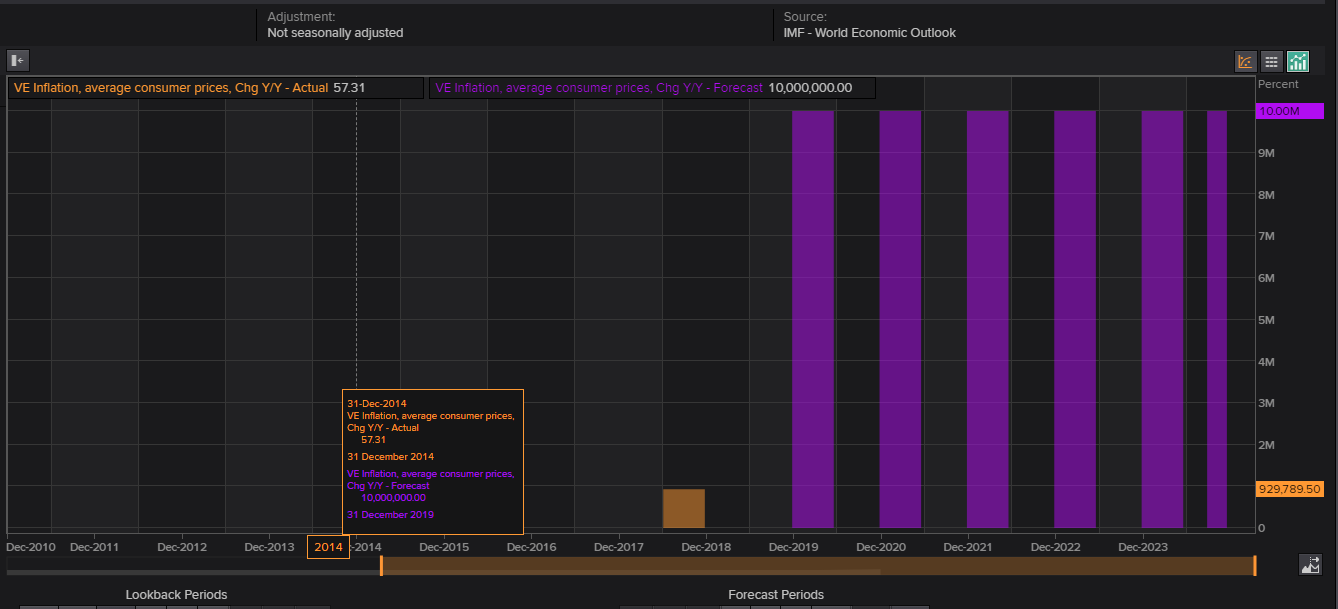 Adjustment:
Not seasonally adjusted
Source:
IMF - World Economic Outlook
VE Inflation, average consumer prices, Chg Y/Y - Actual 57.31
VE Inflation, average consumer prices, Chg Y/Y - Forecast 10,000,000.00
Percent
10.00M
9M
8M
7M
6M
5M
4M
3M
2M
929,789.50
0
31-Dec-2014
VE Inflation, average consumer prices,
Chg Y/Y - Actual
57.31
31 December 2014
VE Inflation, average consumer prices,
Chg Y/Y - Forecast
10,000,000.00
31 December 2019
Dec-2010 Dec-2011 Dec-2012 Dec-2013 2014 -2014 Dec-2015 Dec-2016 Dec-2017 Dec-2018 Dec-2019 Dec-2020 Dec-2021 Dec-2022 Dec-2023
Lookback Periods
Forecast Periods